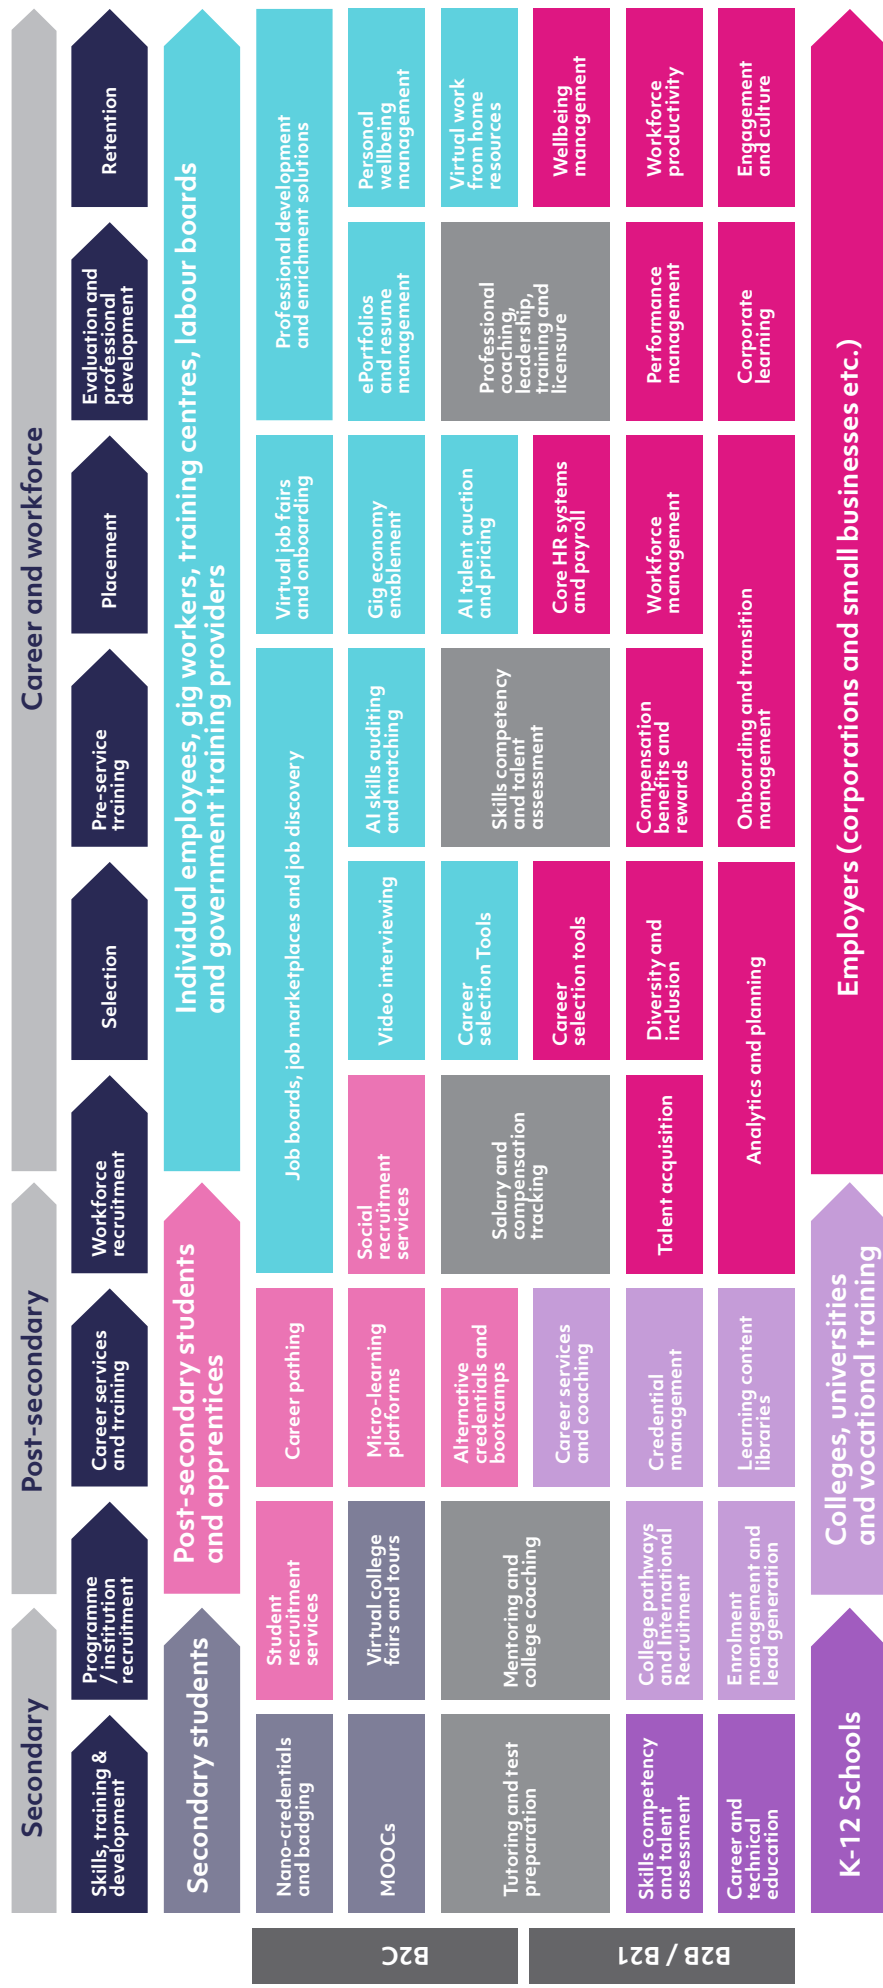 Secondary
Post-secondary
Career and workforce
Skills, training &
development
Programme
/ institution
recruitment
Career services
and training
Workforce
recruitment
Selection
Pre-service
training
Placement
Evaluation and
professional
development
Retention
Secondary students
Post-secondary students
and apprentices
Individual employees, gig workers, training centres, labour boards
and government training providers
B2C
Nano-credentials
and badging
Student
recruitment
services
Career pathing
Job boards, job marketplaces and job discovery
Virtual job fairs
and onboarding
Professional development
and enrichment solutions
MOOCs
Virtual college
fairs and tours
Micro-learning
platforms
Social
recruitment
services
Video interviewing
AI skills auditing
and matching
Gig economy
enablement
ePortfolios
and resume
management
Personal
wellbeing
management
Tutoring and test
preparation
Mentoring and
college coaching
Alternative
credentials and
bootcamps
Salary and
compensation
tracking
Career
selection Tools
Skills competency
and talent
assessment
AI talent auction
and pricing
Professional
coaching,
leadership,
training and
licensure
Virtual work
from home
resources
B2B / B21
Career services
and coaching
Career
selection tools
Core HR systems
and payroll
Wellbeing
management
Skills competency
and talent
assessment
College pathways
and International
Recruitment
Credential
management
Talent acquisition
Diversity and
inclusion
Compensation
benefits and
rewards
Workforce
management
Performance
management
Workforce
productivity
Career and
technical
education
Enrolment
management and
lead generation
Learning content
libraries
Analytics and planning
Onboarding and transition
management
Corporate
learning
Engagement
and culture
K-12 Schools
Colleges, universities
and vocational training
Employers (corporations and small businesses etc.)